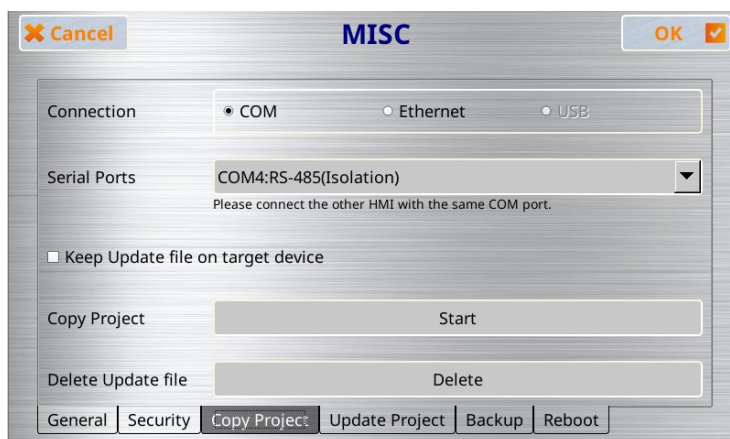 Cancel
MISC
OK
Connection
COM
Ethernet
USB
Serial Ports
COM4:RS-485(Isolation)
Please connect the other HMI with the same COM port.
Keep Update file on target device
Copy Project
Start
Delete Update file
Delete
General
Security
Copy Project
Update Project
Backup
Reboot